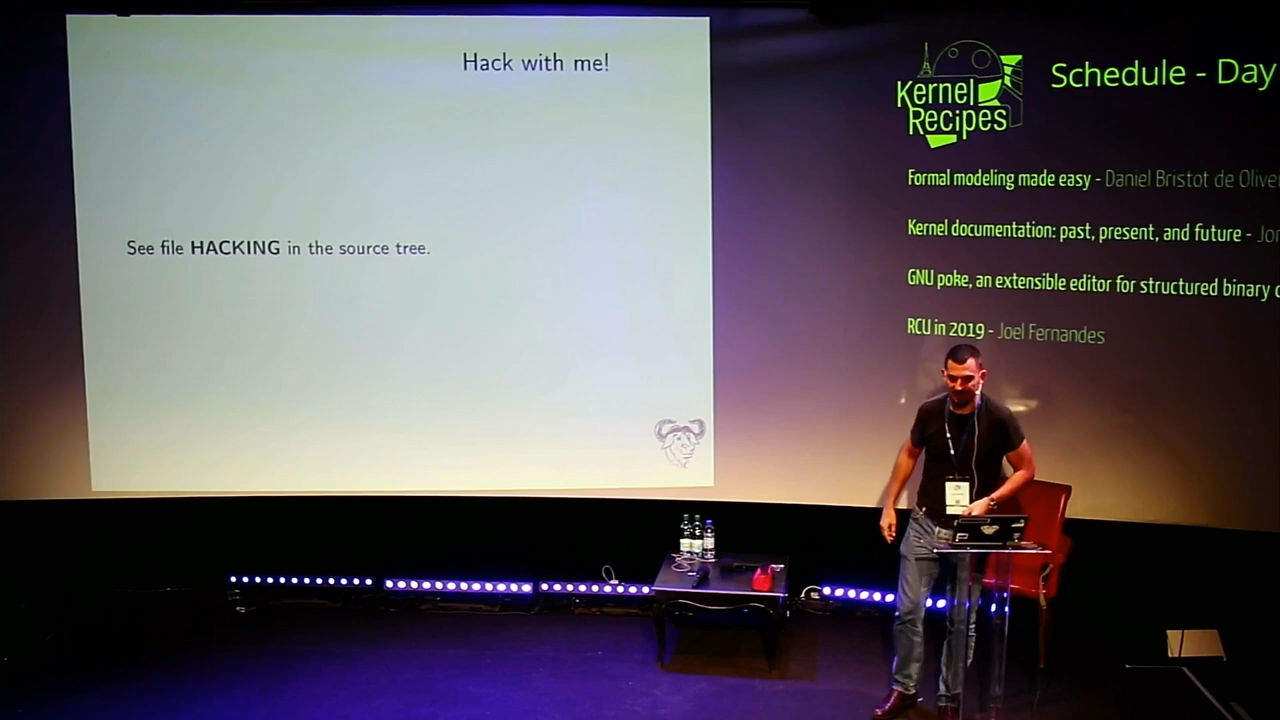 Hack with me!
See file HACKING in the source tree.
Kernel
Recipes
Schedule - Day
Formal modeling made easy - Daniel Bristot de
Kernel documentation: past, present, and future -
GNU poke, an extensible editor for structured binary
RCU in 2019 - Joel Fernandes